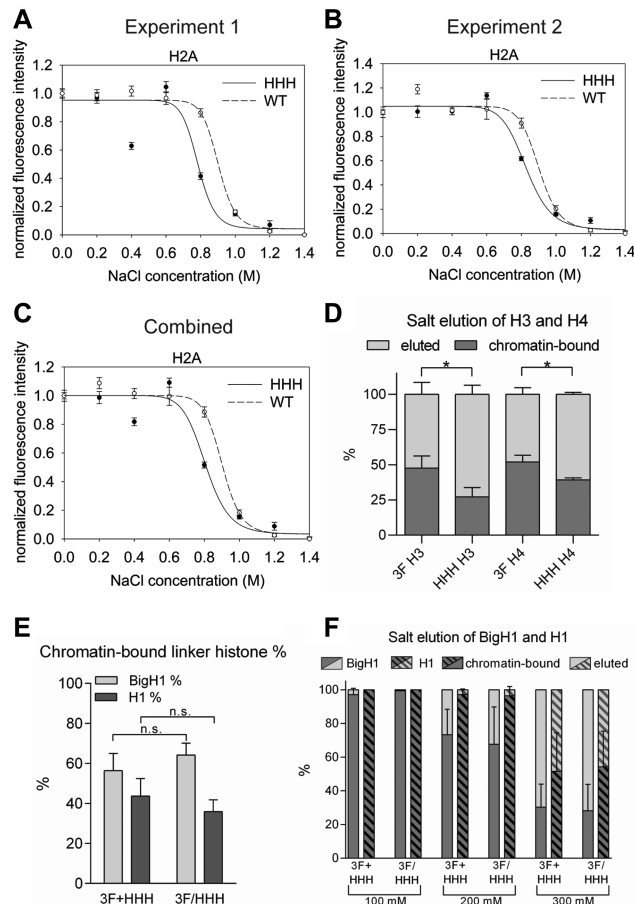 A
Experiment 1
H2A
normalized fluorescence intensity
1.2
1.0
0.8
0.6
0.4
0.2
0.0
HHH
WT
0.0 0.2 0.4 0.6 0.8 1.0 1.2 1.4
NaCl concentration (M)
B
Experiment 2
H2A
normalized fluorescence intensity
1.4
1.2
1.0
0.8
0.6
0.4
0.2
0.0
HHH
WT
0.0 0.2 0.4 0.6 0.8 1.0 1.2 1.4
NaCl concentration (M)
C
Combined
H2A
normalized fluorescence intensity
1.2
1.0
0.8
0.6
0.4
0.2
0.0
HHH
WT
0.0 0.2 0.4 0.6 0.8 1.0 1.2 1.4
NaCl concentration (M)
D
Salt elution of H3 and H4
eluted chromatin-bound
* *
%
100
75
50
25
0
3F H3 HHH H3 3F H4 HHH H4
E
Chromatin-bound linker histone %
BigH1 %
H1 %
n.s.
n.s.
%
100
80
60
40
20
0
3F+HHH 3F/HHH
F
Salt elution of BigH1 and H1
BigH1 H1 chromatin-bound eluted
%
100
80
60
40
20
0
3F+ 3F/ 3F+ 3F/ 3F+ 3F/
HHH HHH HHH HHH HHH HHH
100 mM 200 mM 300 mM